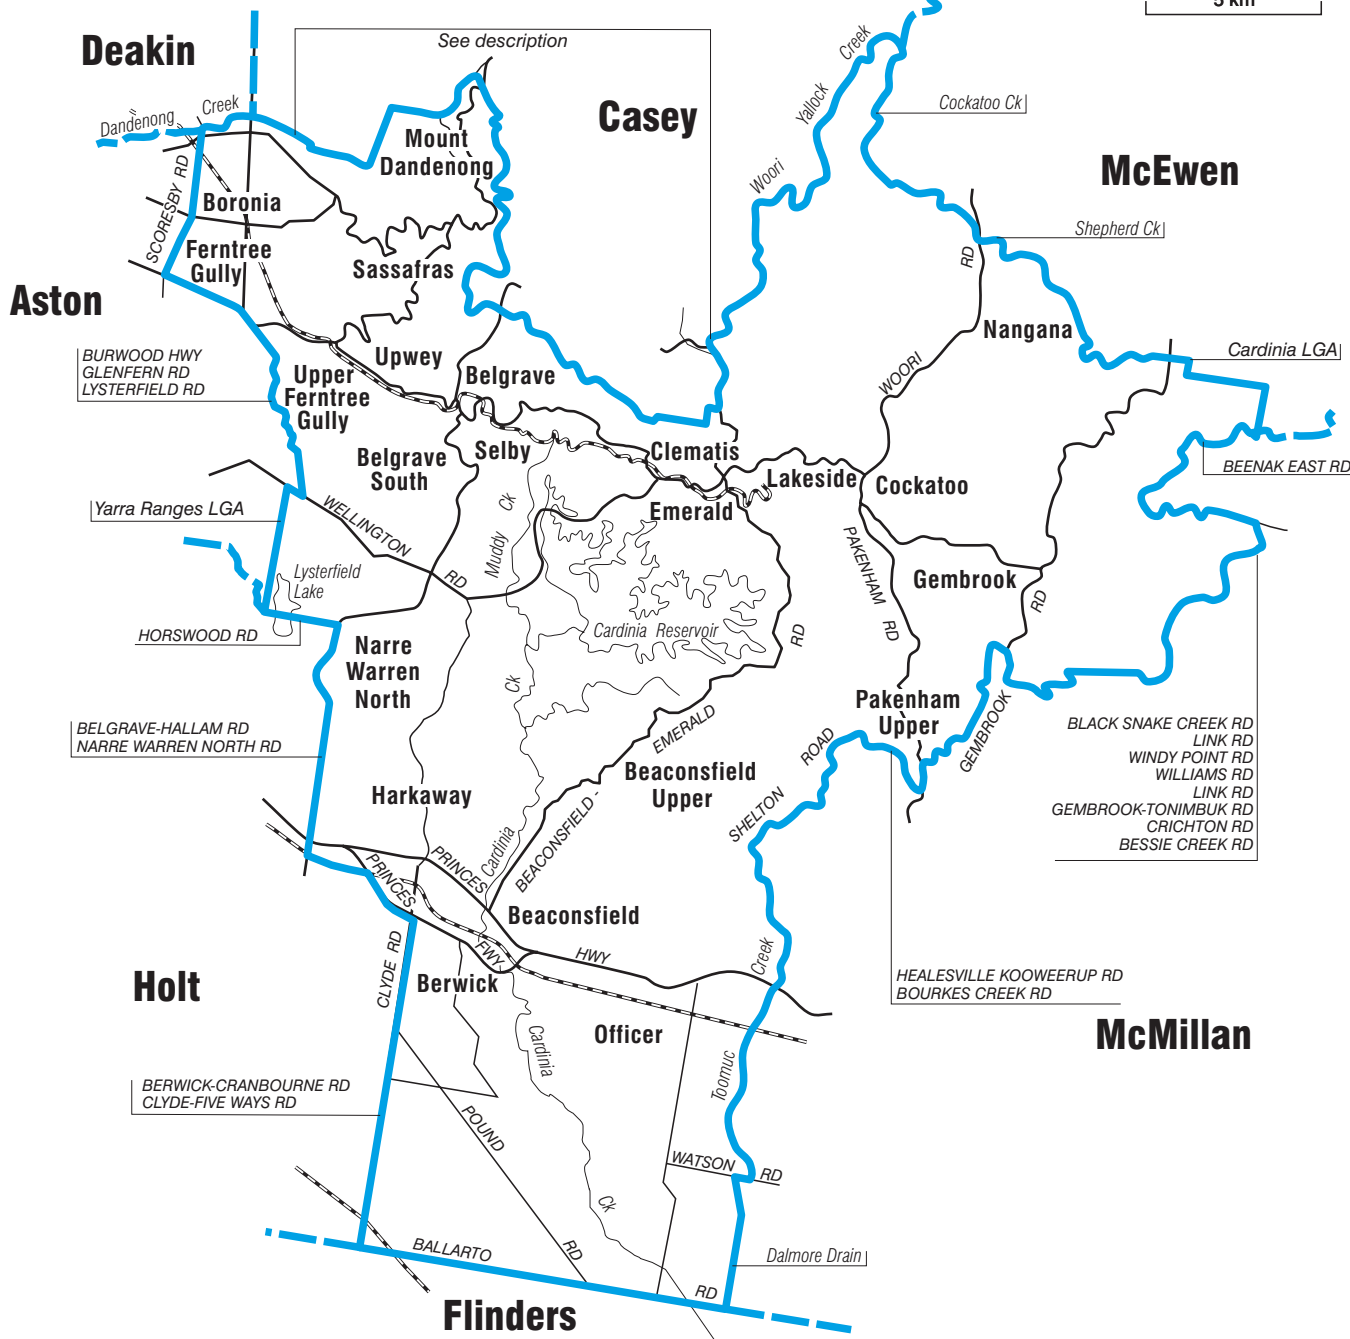 5 km
Deakin
See description
Casey
Creek
Yallock
Woori
Cockatoo Ck
McEwen
Dandenong
Creek
Mount
Dandenong
SCORESBY RD
Boronia
Ferntree
Gully
Sassafras
Shepherd Ck
RD
Nangana
Aston
BURWOOD HWY
GLENFERN RD
LYSTERFIELD RD
Upwey
Upper
Ferntree
Gully
Belgrave
WOORI
Cardinia LGA
Belgrave
South
Selby
Clematis
Lakeside
Cockatoo
BEENAK EAST RD
Yarra Ranges LGA
WELLINGTON
RD
Muddy
Ck
Emerald
PAKENHAM
RD
Gembrook
RD
Lysterfield
Lake
HORSWOOD RD
Cardinia Reservoir
RD
Narre
Warren
North
Ck
Pakenham
Upper
BELGRAVE-HALLAM RD
NARRE WARREN NORTH RD
EMERALD
ROAD
SHELTON
GEMBROOK
BLACK SNAKE CREEK RD
LINK RD
WINDY POINT RD
WILLIAMS RD
LINK RD
GEMBROOK-TONIMBUK RD
CRICHTON RD
BESSIE CREEK RD
Beaconsfield
Upper
Harkaway
BEACONSFIELD -
Cardinia
PRINCES
PRINCES
FWY
Beaconsfield
HWY
Creek
CLYDE RD
Holt
Berwick
HEALESVILLE KOOWEERUP RD
BOURKES CREEK RD
Officer
McMillan
Cardinia
Toomuc
BERWICK-CRANBOURNE RD
CLYDE-FIVE WAYS RD
POUND
RD
WATSON RD
Ck
BALLARTO
RD
Dalmore Drain
Flinders